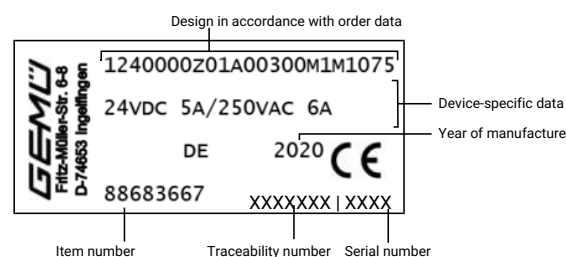 Design in accordance with order data
GEMÜ
Fritz-Müller-Str. 6-8
D-74653 Ingelfingen
1240000Z01A00300M1M1075
24VDC 5A/250VAC 6A
Device-specific data
Year of manufacture
DE 2020 CE
88683667 XXXXXXX | XXXX
Item number Traceability number Serial number